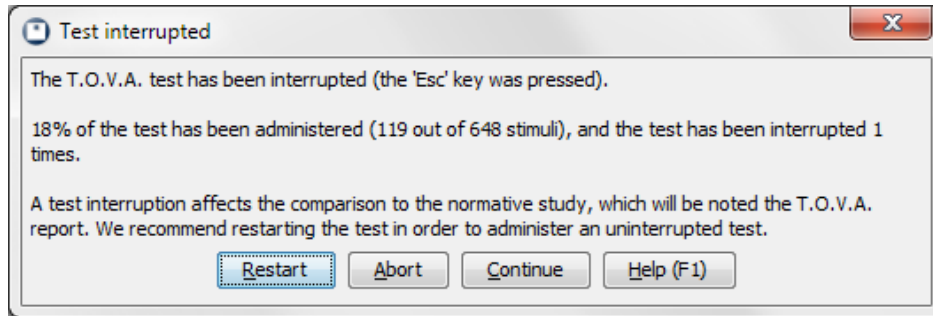 Test interrupted
The T.O.V.A. test has been interrupted (the 'Esc' key was pressed).
18% of the test has been administered (119 out of 648 stimuli), and the test has been interrupted 1
times.
A test interruption affects the comparison to the normative study, which will be noted the T.O.V.A.
report. We recommend restarting the test in order to administer an uninterrupted test.
Restart Abort Continue Help (F1)